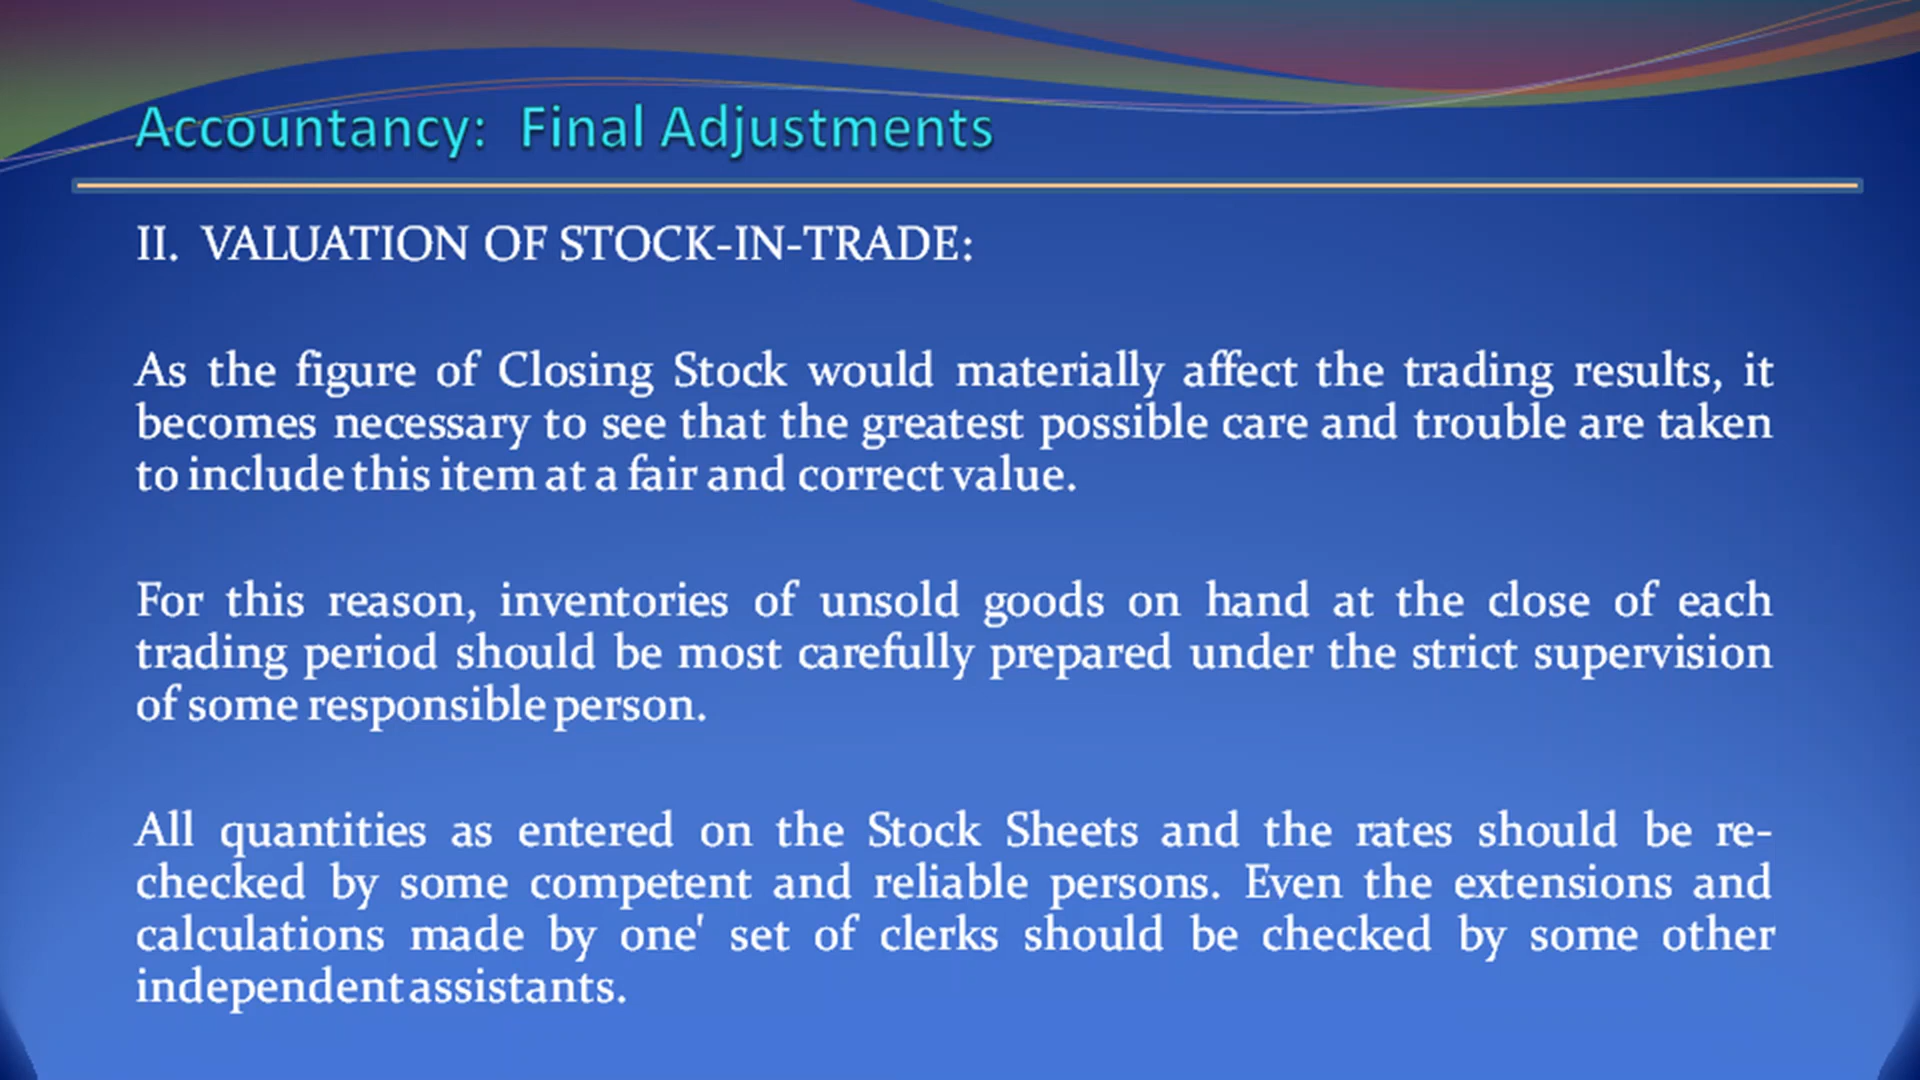 Accountancy: Final Adjustments
II. VALUATION OF STOCK-IN-TRADE:
As the figure of Closing Stock would materially affect the trading results, it
becomes necessary to see that the greatest possible care and trouble are taken
to include this item at a fair and correct value.
For this reason, inventories of unsold goods on hand at the close of each
trading period should be most carefully prepared under the strict supervision
of some responsible person.
All quantities as entered on the Stock Sheets and the rates should be re-
checked by some competent and reliable persons. Even the extensions and
calculations made by one' set of clerks should be checked by some other
independent assistants.